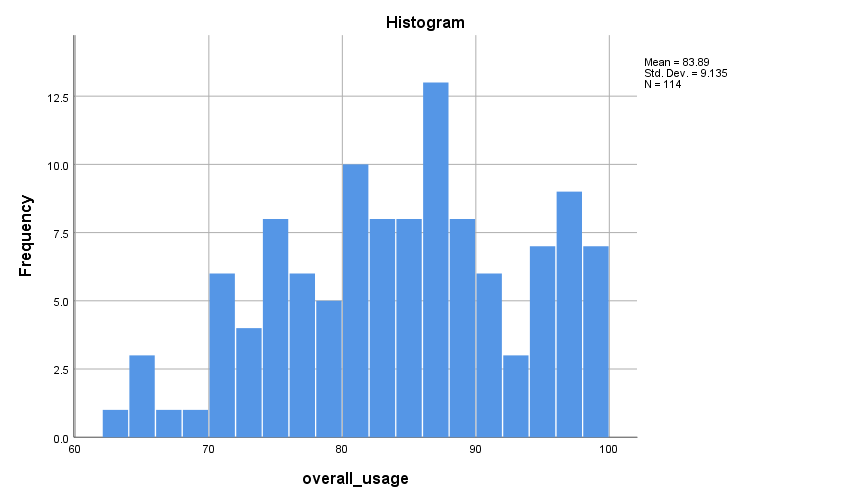 Histogram
Mean = 83.89
Std. Dev. = 9.135
N = 114
12.5
10.0
7.5
5.0
2.5
0.0
Frequency
60 70 80 90 100
overall_usage